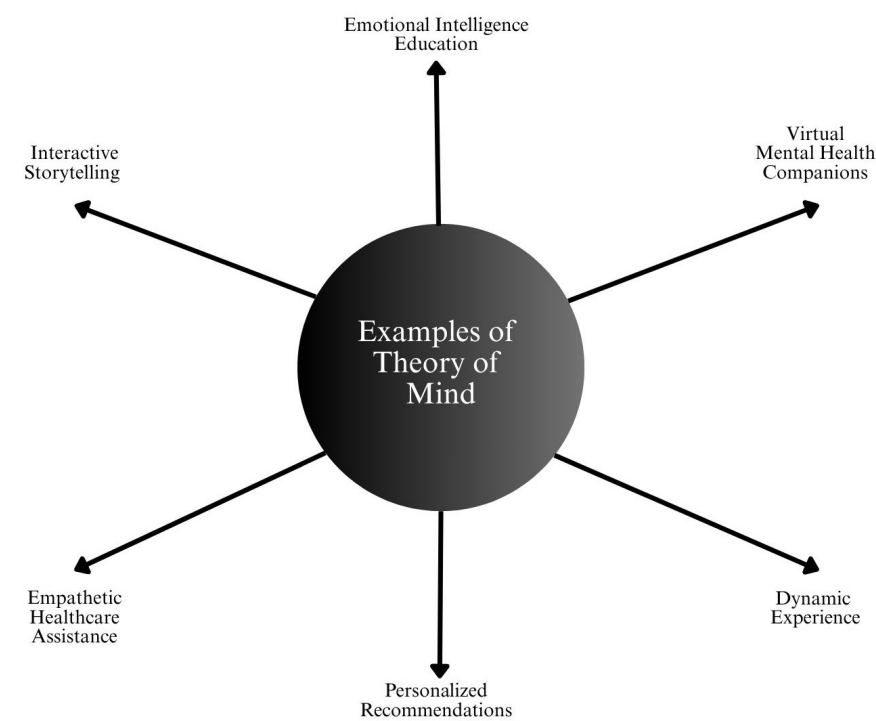 Emotional Intelligence
Education
Interactive
Storytelling
Virtual
Mental Health
Companions
Examples of
Theory of
Mind
Empathetic
Healthcare
Assistance
Dynamic
Experience
Personalized
Recommendations